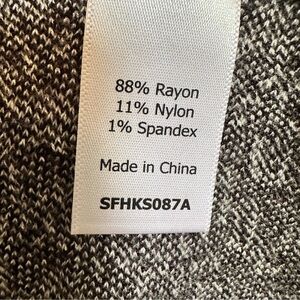 88% Rayon
11% Nylon
1% Spandex
Made in China
SFHKS087A